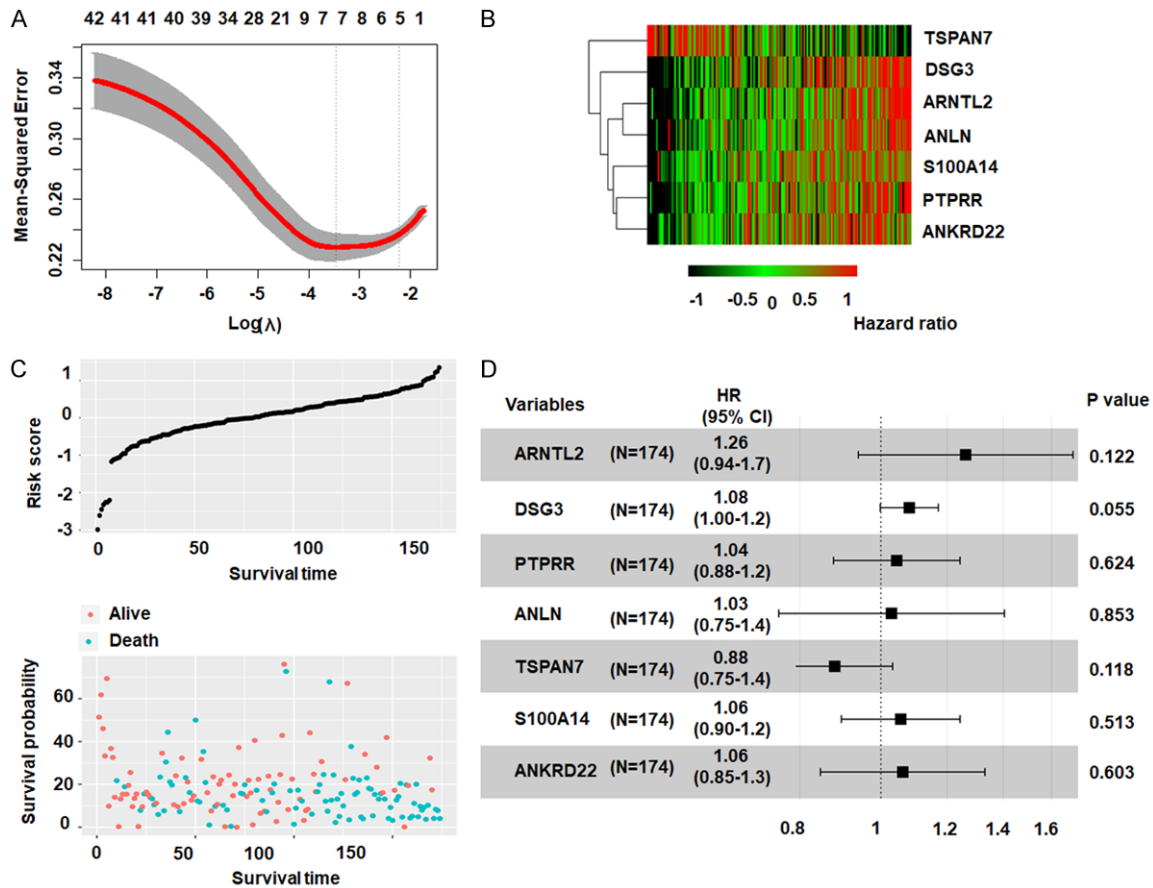 A
42 41 41 40 39 34 28 21 9 7 7 8 6 5 1
Mean-Squared Error
0.34
0.30
0.26
0.22
-8 -7 -6 -5 -4 -3 -2
Log(λ)
B
TSPAN7
DSG3
ARNTL2
ANLN
S100A14
PTPRR
ANKRD22
-1 -0.5 0 0.5 1
Hazard ratio
C
Risk score
1
0
-1
-2
-3
0 50 100 150
Survival time
Alive
Death
Survival probability
60
40
20
0
0 50 100 150
Survival time
D
Variables HR (95% CI) P value
ARNTL2 (N=174) 1.26 (0.94-1.7) 0.122
DSG3 (N=174) 1.08 (1.00-1.2) 0.055
PTPRR (N=174) 1.04 (0.88-1.2) 0.624
ANLN (N=174) 1.03 (0.75-1.4) 0.853
TSPAN7 (N=174) 0.88 (0.75-1.4) 0.118
S100A14 (N=174) 1.06 (0.90-1.2) 0.513
ANKRD22 (N=174) 1.06 (0.85-1.3) 0.603
0.8 1 1.2 1.4 1.6